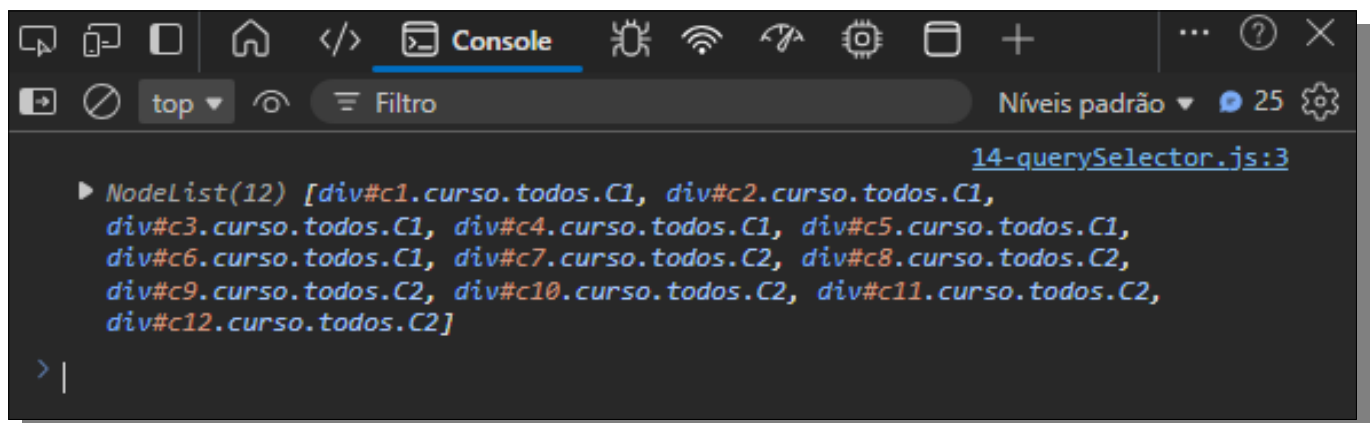 Console
top Filtro Níveis padrão 25
14-querySelector.js:3
NodeList(12) [div#c1.curso.todos.C1, div#c2.curso.todos.C1,
div#c3.curso.todos.C1, div#c4.curso.todos.C1, div#c5.curso.todos.C1,
div#c6.curso.todos.C1, div#c7.curso.todos.C2, div#c8.curso.todos.C2,
div#c9.curso.todos.C2, div#c10.curso.todos.C2, div#c11.curso.todos.C2,
div#c12.curso.todos.C2]